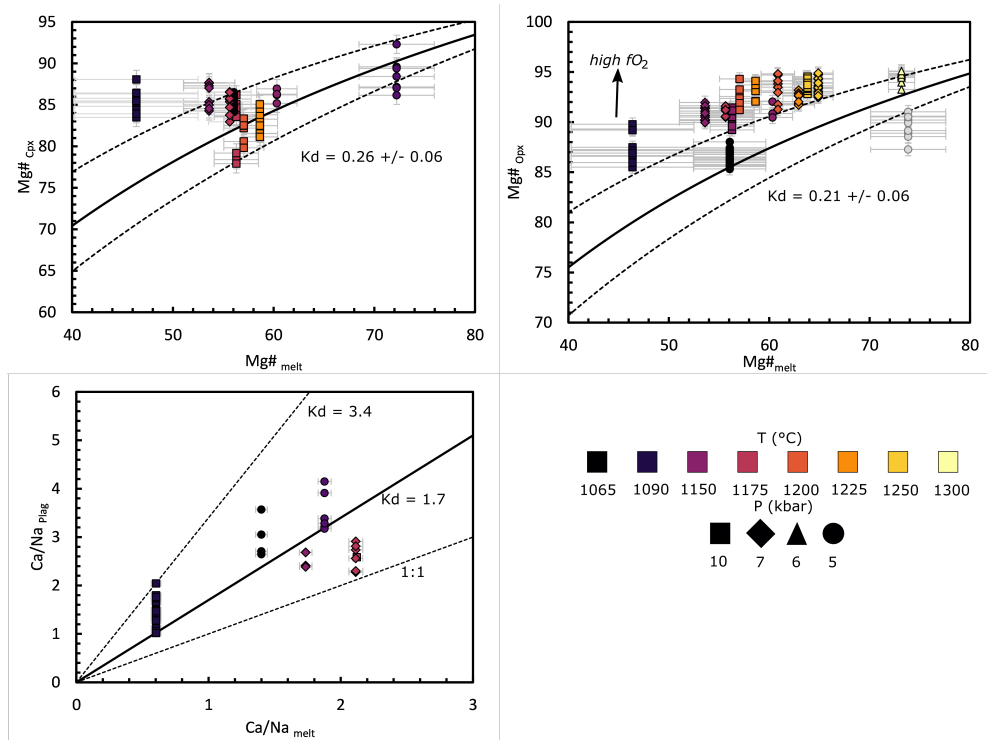 95
90
85
80
75
70
65
60
Mg# Cpx
Kd = 0.26 +/- 0.06
40
50
60
70
80
Mg# melt
100
95
90
85
80
75
70
Mg# Opx
high fO2
Kd = 0.21 +/- 0.06
40
50
60
70
80
Mg#melt
6
5
4
3
2
1
0
Ca/Na Plag
Kd = 3.4
Kd = 1.7
1:1
0
1
2
3
Ca/Na melt
T (°C)
1065 1090 1150 1175 1200 1225 1250 1300
P (kbar)
10 7 6 5